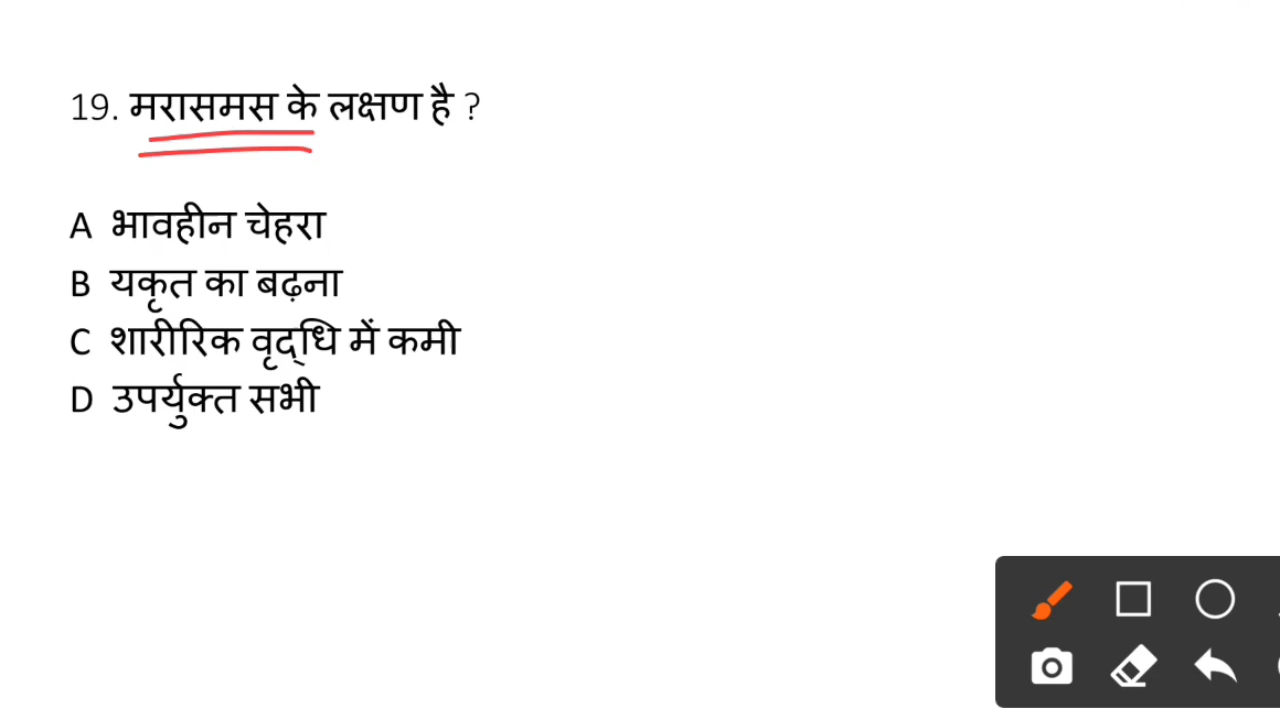 19. मरासमस के लक्षण है ?
A भावहीन चेहरा
B यकृत का बढ़ना
C शारीरिक वृद्धि में कमी
D उपर्युक्त सभी